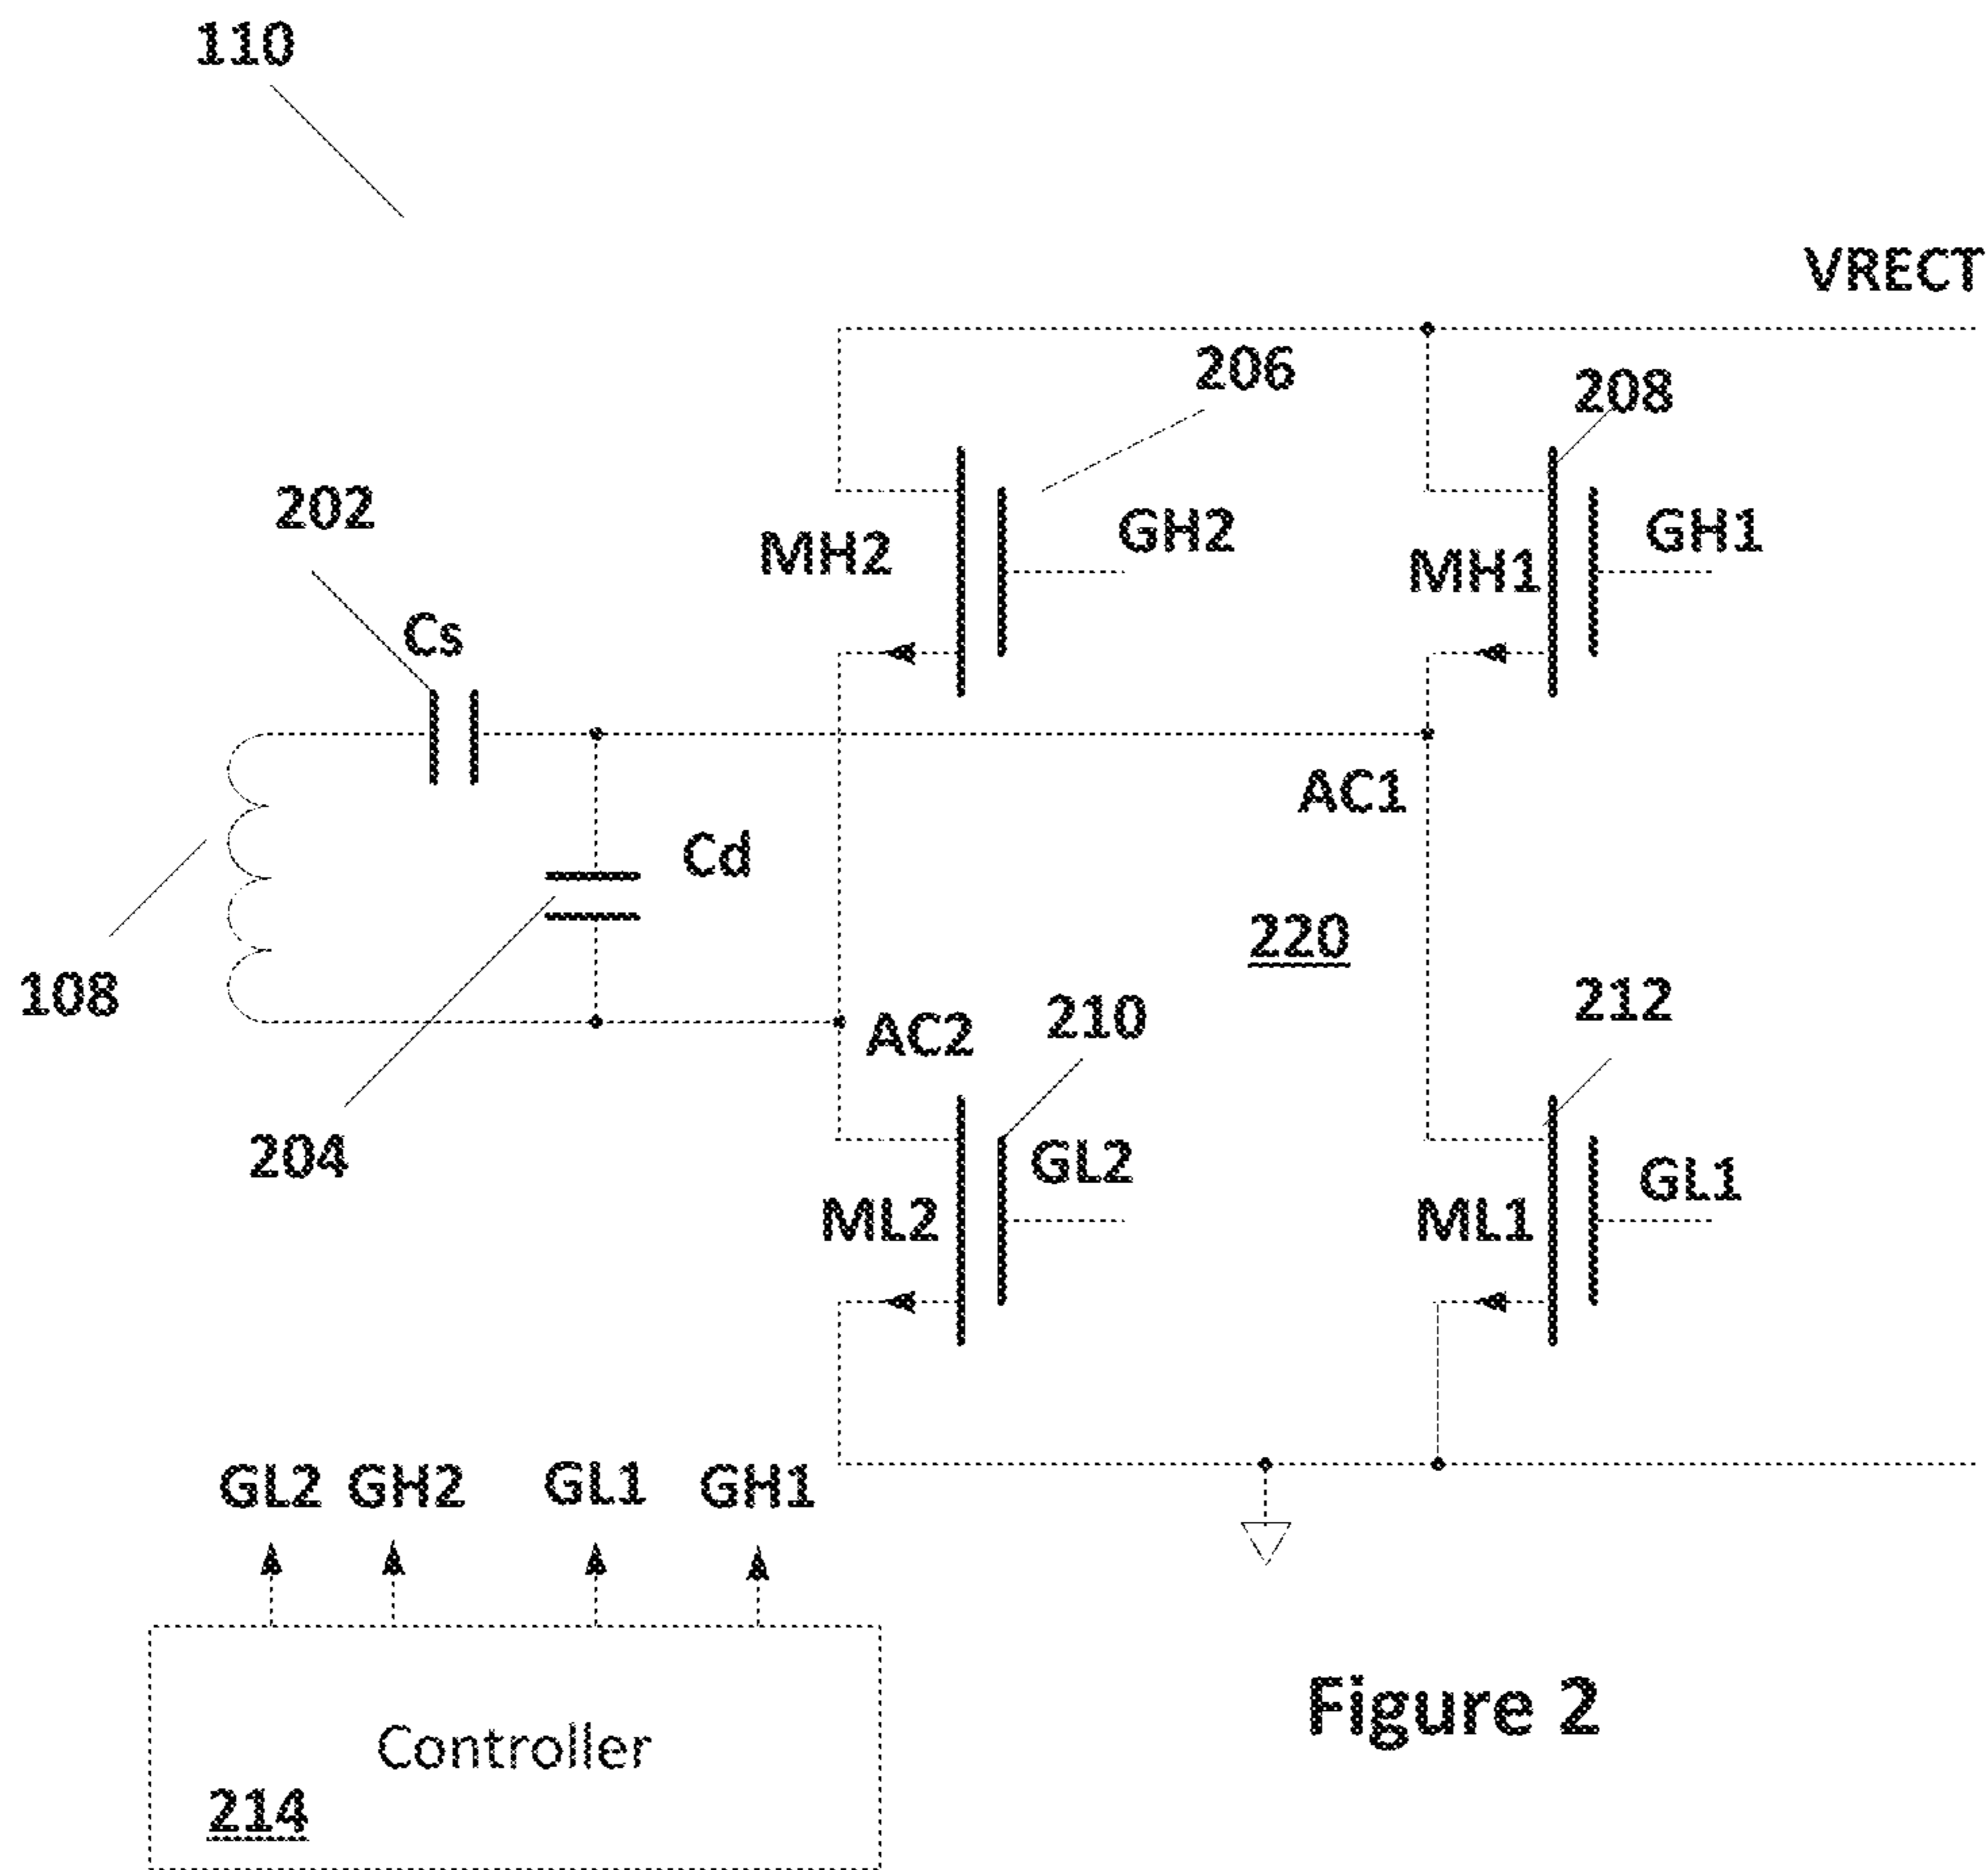 110
VRECT
206
208
202
MH2
GH2
MH1
GH1
Cs
AC1
Cd
220
108
AC2
210
212
204
GL2
GL1
ML2
ML1
GL2 GH2 GL1 GH1
Controller
214
Figure 2